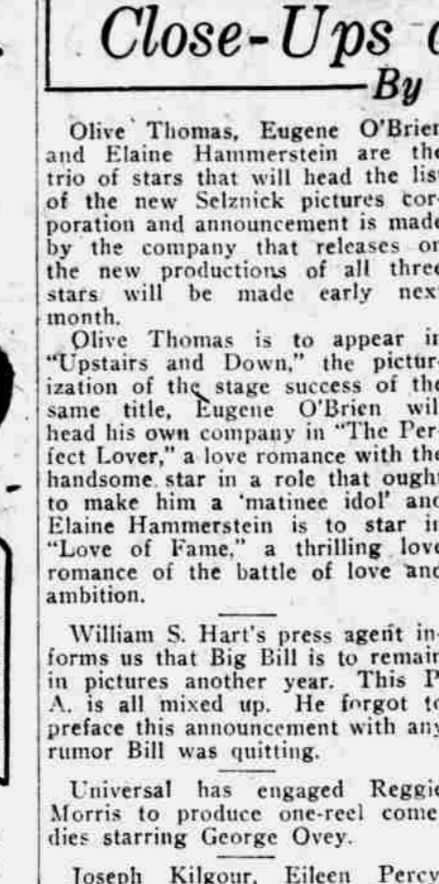 Close-Ups
By
Olive Thomas, Eugene O'Brien
and Elaine Hammerstein are the
trio of stars that will head the list
of the new Selznick pictures cor-
poration and announcement is made
by the company that releases on
the new productions of all three
stars will be made early next
month.
Olive Thomas is to appear in
"Upstairs and Down," the pictur-
ization of the stage success of the
same title, Eugene O'Brien will
head his own company in "The Per-
fect Lover," a love romance with the
handsome star in a role that ought
to make him a 'matinee idol' and
Elaine Hammerstein is to star in
"Love of Fame," a thrilling love
romance of the battle of love and
ambition.
William S. Hart's press agent in-
forms us that Big Bill is to remain
in pictures another year. This P.
A. is all mixed up. He forgot to
preface this announcement with any
rumor Bill was quitting.
Universal has engaged Reggie
Morris to produce one-reel come-
dies starring George Ovey.
Joseph Kilgour, Eileen Percy,